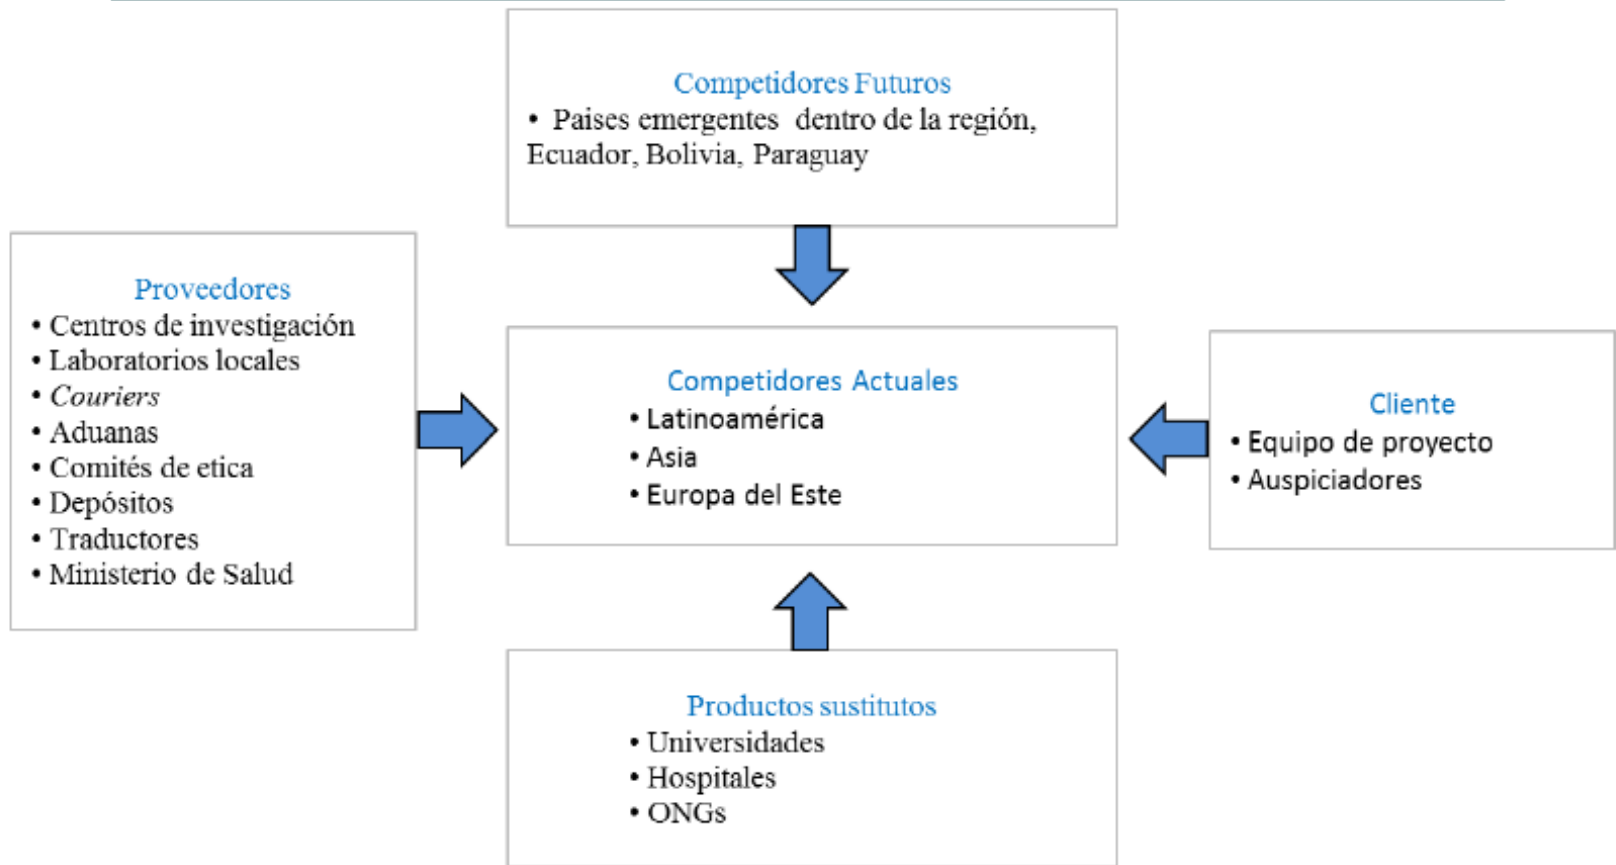 Competidores Futuros
• Paises emergentes dentro de la región,
Ecuador, Bolivia, Paraguay
Proveedores
• Centros de investigación
• Laboratorios locales
• Couriers
• Aduanas
• Comités de etica
• Depósitos
• Traductores
• Ministerio de Salud
Competidores Actuales
• Latinoamérica
• Asia
• Europa del Este
Cliente
• Equipo de proyecto
• Auspiciadores
Productos sustitutos
• Universidades
• Hospitales
• ONGs